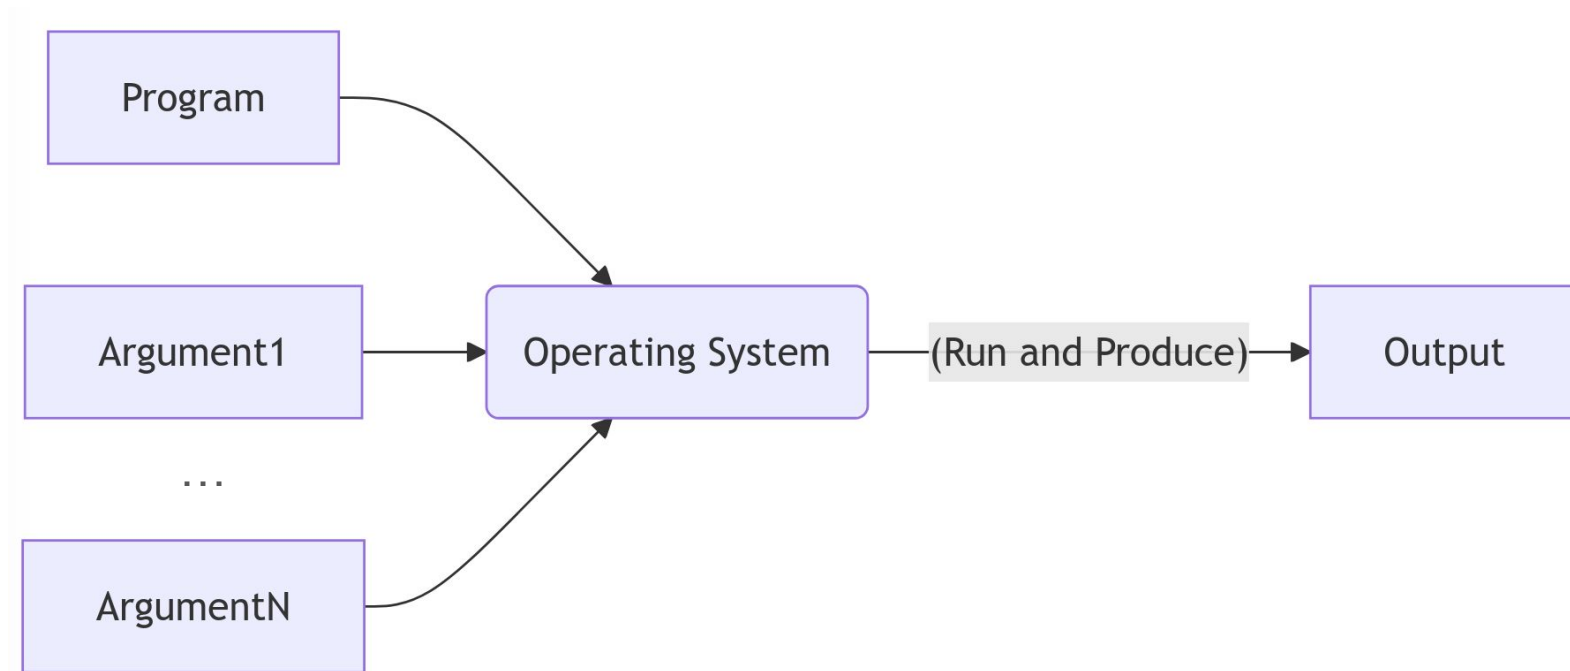 Program
Argument1
Operating System
(Run and Produce)
Output
...
ArgumentN